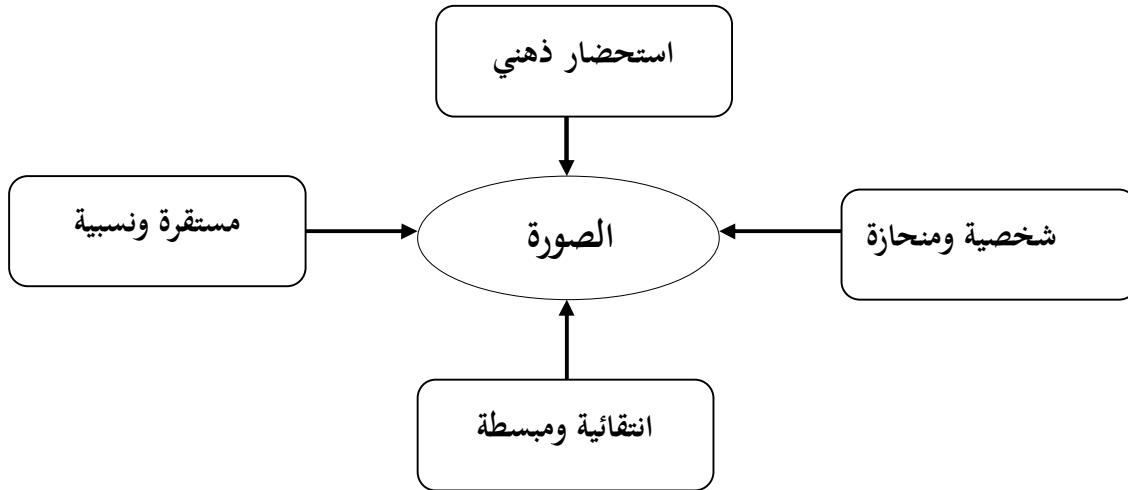 استحضار ذهني
شخصية ومنحازة
الصورة
مستقرة ونسبية
انتقائية ومبسطة